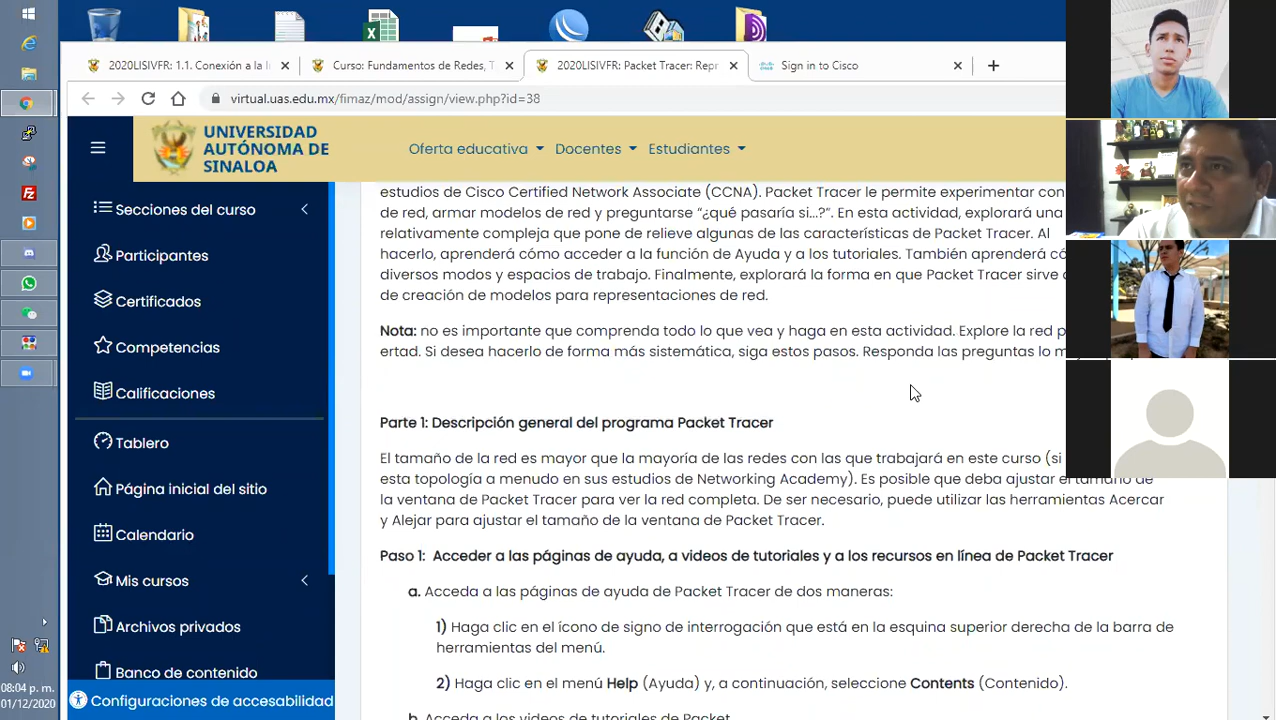 2020LISIVFR: 1.1. Conexión a la I
Curso: Fundamentos de Redes, T
2020LISIVFR: Packet Tracer: Repr
Sign in to Cisco
virtual.uas.edu.mx/fimaz/mod/assign/view.php?id=38
UNIVERSIDAD
AUTÓNOMA DE
SINALOA
Oferta educativa
Docentes
Estudiantes
Secciones del curso
Participantes
Certificados
Competencias
Calificaciones
Tablero
Página inicial del sitio
Calendario
Mis cursos
Archivos privados
Banco de contenido
Configuraciones de accesabilidad
estudios de Cisco Certified Network Associate (CCNA). Packet Tracer le permite experimentar con
de red, armar modelos de red y preguntarse "¿qué pasaría si...?". En esta actividad, explorará una
relativamente compleja que pone de relieve algunas de las características de Packet Tracer. Al
hacerlo, aprenderá cómo acceder a la función de Ayuda y a los tutoriales. También aprenderá có
diversos modos y espacios de trabajo. Finalmente, explorará la forma en que Packet Tracer sirve
de creación de modelos para representaciones de red.
Nota: no es importante que comprenda todo lo que vea y haga en esta actividad. Explore la red p
ertad. Si desea hacerlo de forma más sistemática, siga estos pasos. Responda las preguntas lo
Parte 1: Descripción general del programa Packet Tracer
El tamaño de la red es mayor que la mayoría de las redes con las que trabajará en este curso (si
esta topología a menudo en sus estudios de Networking Academy). Es posible que deba ajustar el tamaño de
la ventana de Packet Tracer para ver la red completa. De ser necesario, puede utilizar las herramientas Acercar
y Alejar para ajustar el tamaño de la ventana de Packet Tracer.
Paso 1: Acceder a las páginas de ayuda, a videos de tutoriales y a los recursos en línea de Packet Tracer
a. Acceda a las páginas de ayuda de Packet Tracer de dos maneras:
1) Haga clic en el ícono de signo de interrogación que está en la esquina superior derecha de la barra de
herramientas del menú.
2) Haga clic en el menú Help (Ayuda) y, a continuación, seleccione Contents (Contenido).
b. Acceda a los videos de tutoriales de Packet
08:04 p. m.
01/12/2020